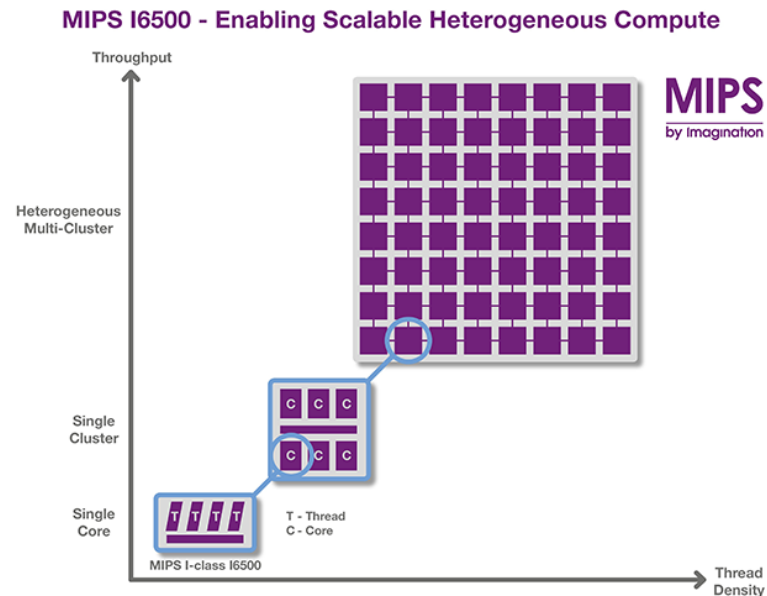 MIPS I6500 - Enabling Scalable Heterogeneous Compute
Throughput
MIPS
by Imagination
Heterogeneous
Multi-Cluster
Single
Cluster
C C C
C C C
Single
Core
T T T T
T - Thread
C - Core
MIPS I-class I6500
Thread
Density